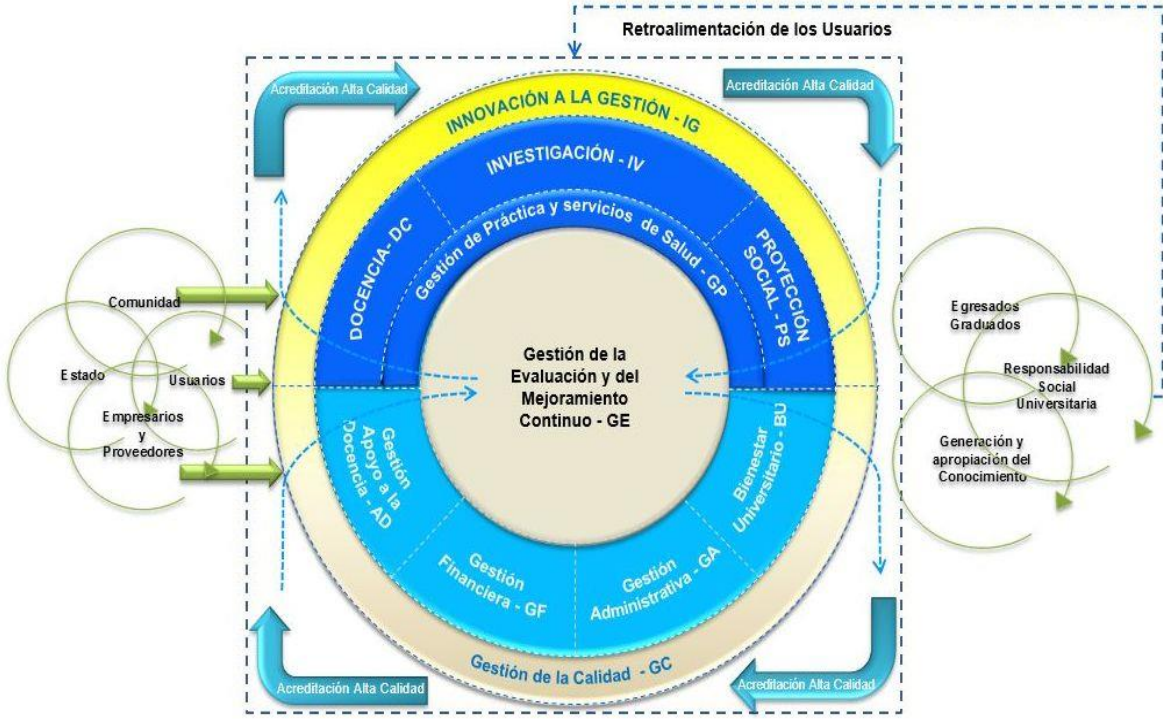 Retroalimentación de los Usuarios
Acreditación Alta Calidad
Acreditación Alta Calidad
INNOVACIÓN A LA GESTIÓN - IG
INVESTIGACIÓN - IV
DOCENCIA- DC
Gestión de Práctica y servicios de Salud - GP
PROYECCIÓN
SOCIAL - PS
Comunidad
Estado
Usuarios
Empresarios
y
Proveedores
Gestión de la
Evaluación y del
Mejoramiento
Continuo - GE
Egresados
Graduados
Responsabilidad
Social
Universitaria
Generación y
apropiación del
Conocimiento
Gestión
Apoyo a la
Docencia - AD
Gestión
Financiera - GF
Gestión
Administrativa - GA
Bienestar
Universitario - BU
Gestión de la Calidad - GC
Acreditación Alta Calidad
Acreditación Alta Calidad